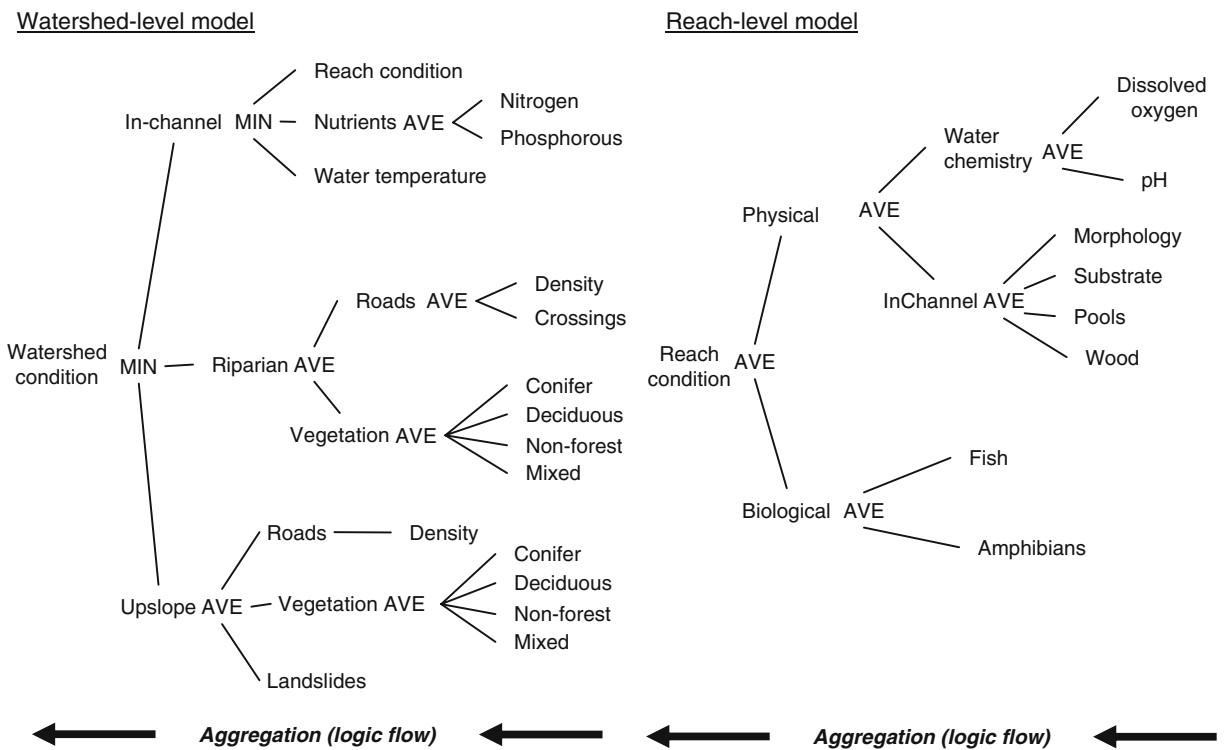 Watershed-level model
Reach condition
In-channel MIN
Nutrients AVE
Nitrogen
Phosphorous
Water temperature
Roads AVE
Density
Crossings
Watershed
condition
MIN
Riparian AVE
Vegetation AVE
Conifer
Deciduous
Non-forest
Mixed
Roads
Density
Upslope AVE
Vegetation AVE
Conifer
Deciduous
Non-forest
Mixed
Landslides
Aggregation (logic flow)
Reach-level model
Dissolved
oxygen
Water
chemistry
AVE
pH
Physical
AVE
Morphology
Substrate
InChannel AVE
Pools
Wood
Reach
condition
AVE
Fish
Biological AVE
Amphibians
Aggregation (logic flow)